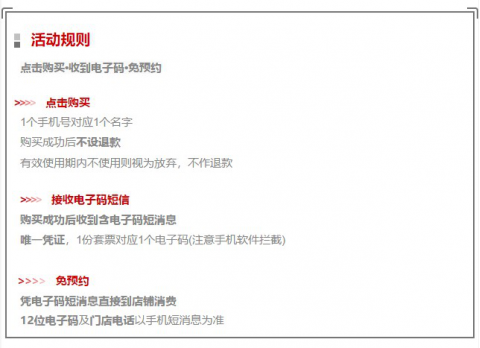 活动规则
点击购买•收到电子码•免预约
>>>> 点击购买
1个手机号对应1个名字
购买成功后不设退款
有效使用期内不使用则视为放弃，不作退款
>>>> 接收电子码短信
购买成功后收到含电子码短消息
唯一凭证，1份套票对应1个电子码(注意手机软件拦截)
>>>> 免预约
凭电子码短消息直接到店铺消费
12位电子码及门店电话以手机短消息为准